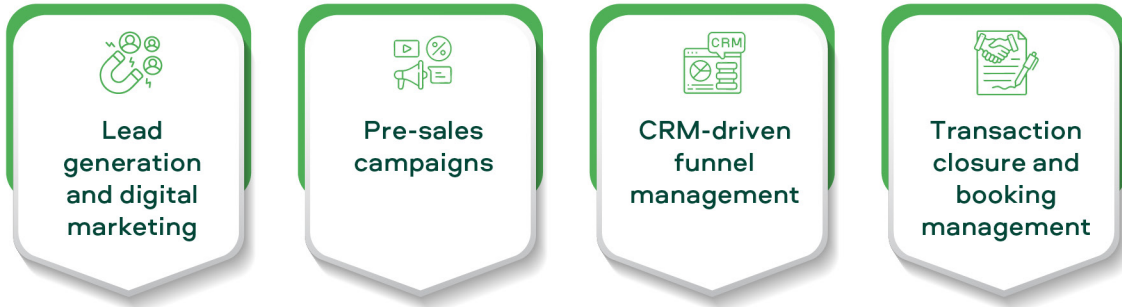 Lead
generation
and digital
marketing
Pre-sales
campaigns
CRM
CRM-driven
funnel
management
Transaction
closure and
booking
management